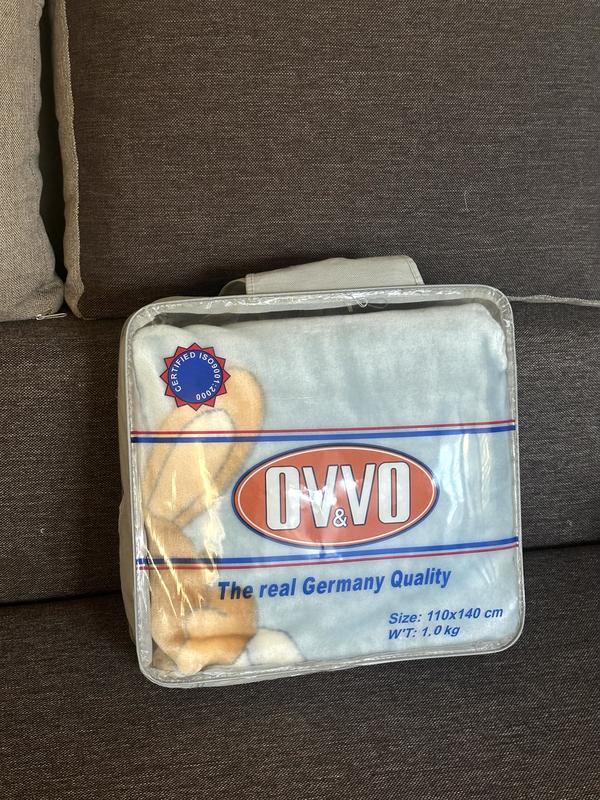 CERTIFIED ISO9001:2000
OV&VO
The real Germany Quality
Size: 110x140 cm
W'T: 1.0 kg